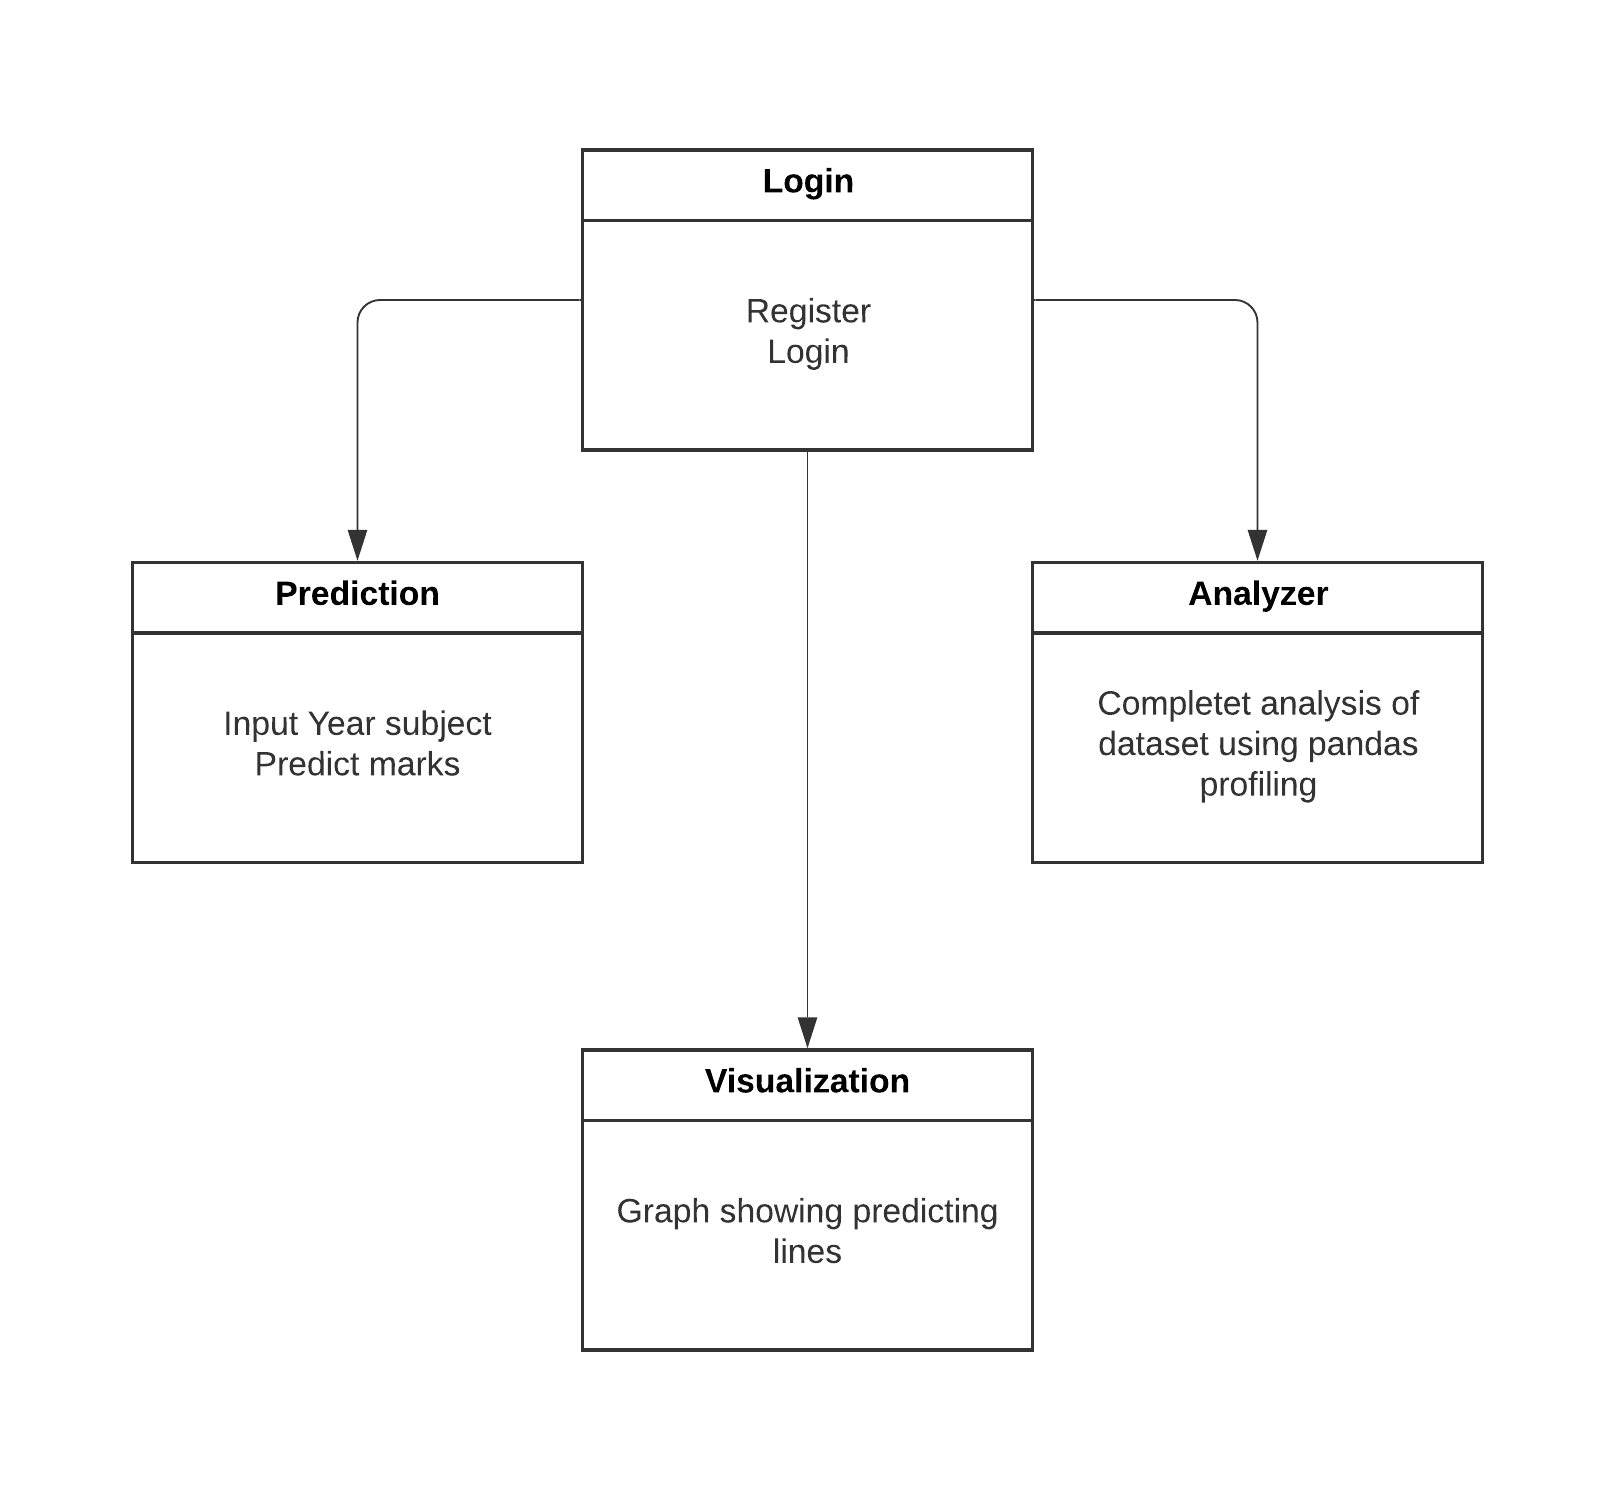 Login
Register
Login
Prediction
Input Year subject
Predict marks
Analyzer
Completet analysis of
dataset using pandas
profiling
Visualization
Graph showing predicting
lines